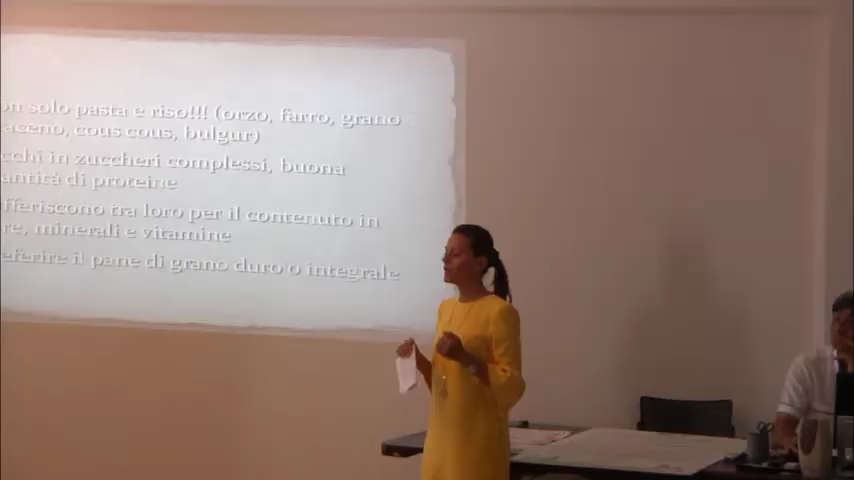 on solo pasta e riso!!! (orzo, farro, grano
aceno, cous cous, bulgur)
cchi in zuccheri complessi, buona
antità di proteine
fferiscono tra loro per il contenuto in
re, minerali e vitamine
eferire il pane di grano duro o integrale